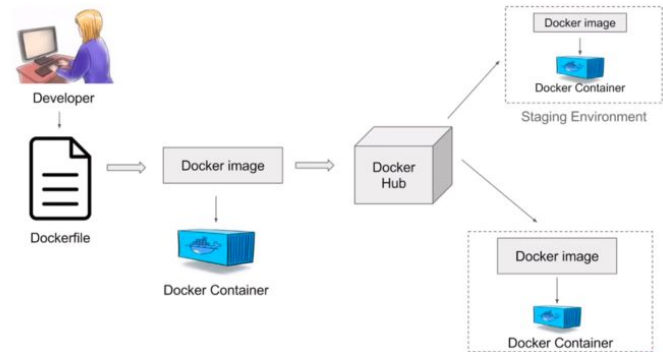 Developer
Dockerfile
Docker image
Docker Container
Docker
Hub
Docker image
Docker Container
Staging Environment
Docker image
Docker Container